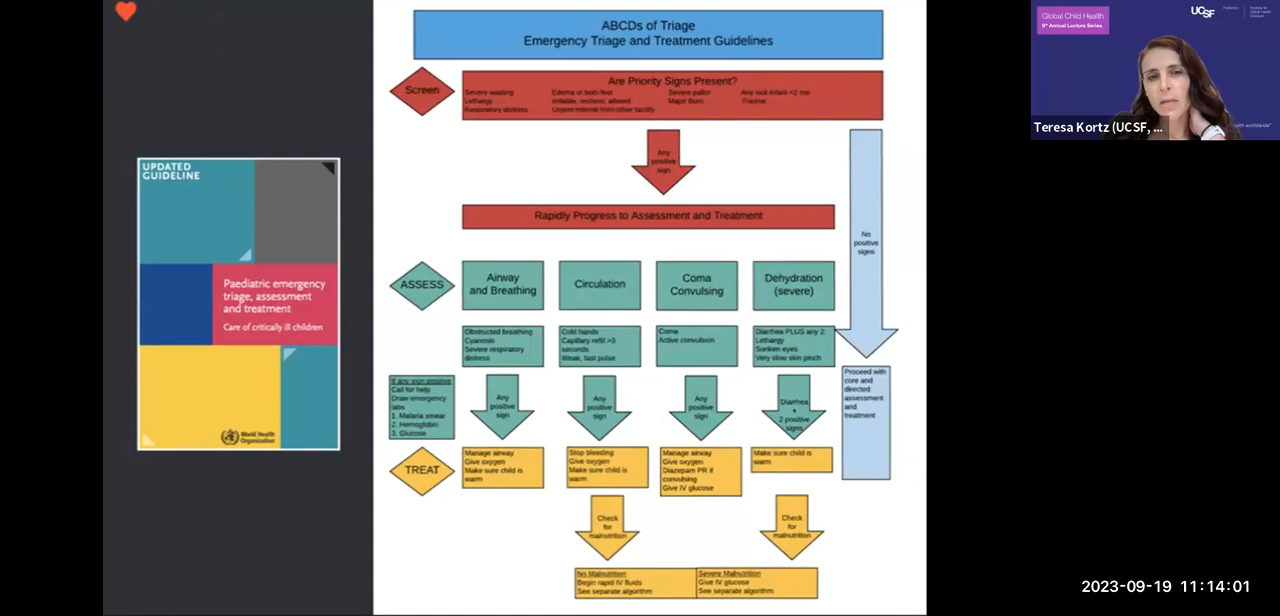 ABCDs of Triage
Emergency Triage and Treatment Guidelines
Screen
Are Priority Signs Present?
Severe wasting
Lethargy
Respiratory distress
Edema of both feet
Irritable, restless, altered
Urgent referral from other facility
Severe pallor
Major Burn
Any sick infant <2 mo
Trauma
Any
positive
sign
No
positive
signs
Rapidly Progress to Assessment and Treatment
ASSESS
Airway
and Breathing
Circulation
Coma
Convulsing
Dehydration
(severe)
Obstructed breathing
Cyanosis
Severe respiratory
distress
Cold hands
Capillary refill >3
seconds
Weak, fast pulse
Coma
Active convulsion
Diarrhea PLUS any 2:
Lethargy
Sunken eyes
Very slow skin pinch
Proceed with
core and
directed
assessment
and
treatment
If any sign positive
Call for help
Draw emergency
labs
1. Malaria smear
2. Hemoglobin
3. Glucose
Any
positive
sign
Any
positive
sign
Any
positive
sign
Diarrhea
+
2 positive
signs
TREAT
Manage airway
Give oxygen
Make sure child is
warm
Stop bleeding
Give oxygen
Make sure child is
warm
Manage airway
Give oxygen
Diazepam PR if
convulsing
Give IV glucose
Make sure child is
warm
Check
for
malnutrition
Check
for
malnutrition
No Malnutrition
Begin rapid IV fluids
See separate algorithm
Severe Malnutrition
Give IV glucose
See separate algorithm
UPDATED
GUIDELINE
Paediatric emergency
triage, assessment
and treatment
Care of critically ill children
World Health
Organization
Global Child Health
9th Annual Lecture Series
UCSF
Teresa Kortz (UCSF, ...
worldwide"
2023-09-19 11:14:01